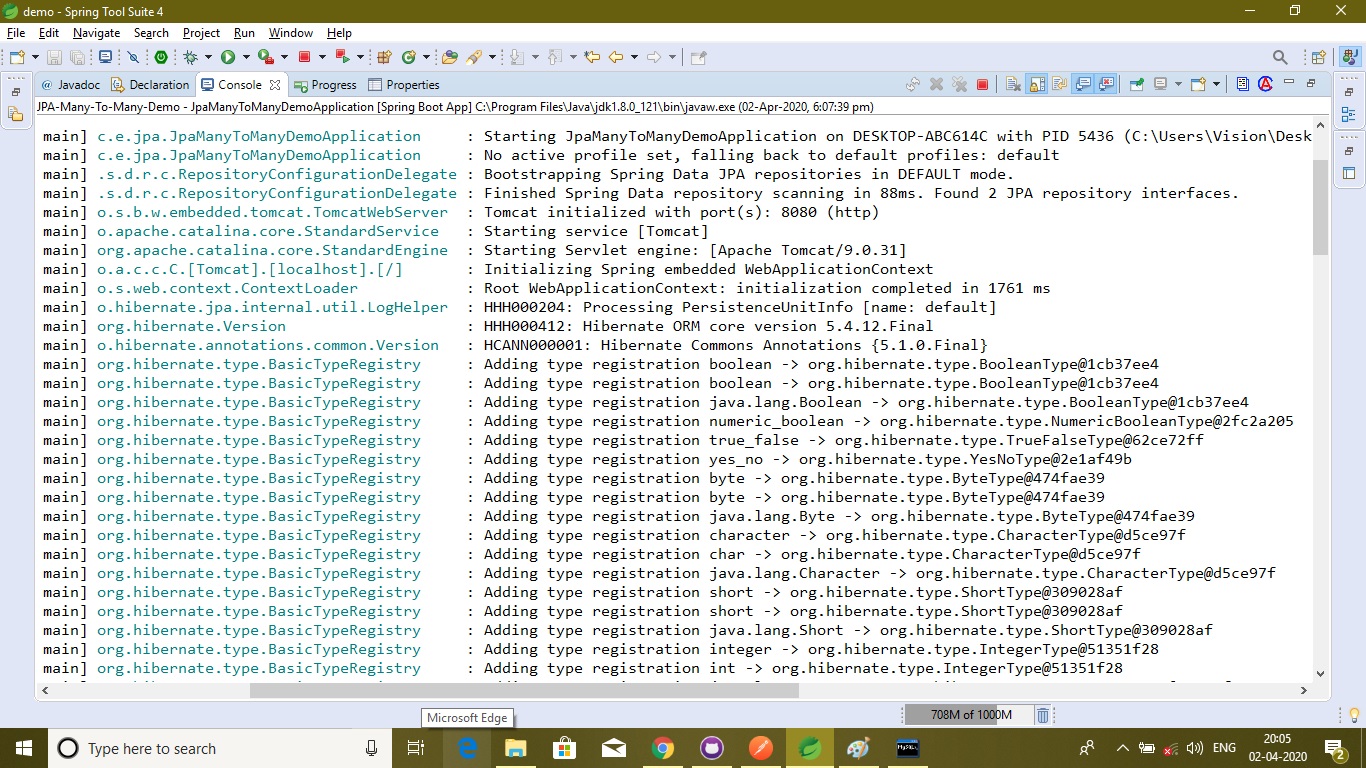 demo - Spring Tool Suite 4
File Edit Navigate Search Project Run Window Help
@ Javadoc Declaration Console Progress Properties
JPA-Many-To-Many-Demo - JpaManyToManyDemoApplication [Spring Boot App] C:\Program Files\Java\jdk1.8.0_121\bin\javaw.exe (02-Apr-2020, 6:07:39 pm)
main] c.e.jpa.JpaManyToManyDemoApplication : Starting JpaManyToManyDemoApplication on DESKTOP-ABC614C with PID 5436 (C:\Users\Vision\Desk
main] c.e.jpa.JpaManyToManyDemoApplication : No active profile set, falling back to default profiles: default
main] .s.d.r.c.RepositoryConfigurationDelegate : Bootstrapping Spring Data JPA repositories in DEFAULT mode.
main] .s.d.r.c.RepositoryConfigurationDelegate : Finished Spring Data repository scanning in 88ms. Found 2 JPA repository interfaces.
main] o.s.b.w.embedded.tomcat.TomcatWebServer : Tomcat initialized with port(s): 8080 (http)
main] o.apache.catalina.core.StandardService : Starting service [Tomcat]
main] org.apache.catalina.core.StandardEngine : Starting Servlet engine: [Apache Tomcat/9.0.31]
main] o.a.c.c.C.[Tomcat].[localhost].[/] : Initializing Spring embedded WebApplicationContext
main] o.s.web.context.ContextLoader : Root WebApplicationContext: initialization completed in 1761 ms
main] o.hibernate.jpa.internal.util.LogHelper : HHH000204: Processing PersistenceUnitInfo [name: default]
main] org.hibernate.Version : HHH000412: Hibernate ORM core version 5.4.12.Final
main] o.hibernate.annotations.common.Version : HCANN000001: Hibernate Commons Annotations {5.1.0.Final}
main] org.hibernate.type.BasicTypeRegistry : Adding type registration boolean -> org.hibernate.type.BooleanType@1cb37ee4
main] org.hibernate.type.BasicTypeRegistry : Adding type registration boolean -> org.hibernate.type.BooleanType@1cb37ee4
main] org.hibernate.type.BasicTypeRegistry : Adding type registration java.lang.Boolean -> org.hibernate.type.BooleanType@1cb37ee4
main] org.hibernate.type.BasicTypeRegistry : Adding type registration numeric_boolean -> org.hibernate.type.NumericBooleanType@2fc2a205
main] org.hibernate.type.BasicTypeRegistry : Adding type registration true_false -> org.hibernate.type.TrueFalseType@62ce72ff
main] org.hibernate.type.BasicTypeRegistry : Adding type registration yes_no -> org.hibernate.type.YesNoType@2e1af49b
main] org.hibernate.type.BasicTypeRegistry : Adding type registration byte -> org.hibernate.type.ByteType@474fae39
main] org.hibernate.type.BasicTypeRegistry : Adding type registration byte -> org.hibernate.type.ByteType@474fae39
main] org.hibernate.type.BasicTypeRegistry : Adding type registration java.lang.Byte -> org.hibernate.type.ByteType@474fae39
main] org.hibernate.type.BasicTypeRegistry : Adding type registration character -> org.hibernate.type.CharacterType@d5ce97f
main] org.hibernate.type.BasicTypeRegistry : Adding type registration char -> org.hibernate.type.CharacterType@d5ce97f
main] org.hibernate.type.BasicTypeRegistry : Adding type registration java.lang.Character -> org.hibernate.type.CharacterType@d5ce97f
main] org.hibernate.type.BasicTypeRegistry : Adding type registration short -> org.hibernate.type.ShortType@309028af
main] org.hibernate.type.BasicTypeRegistry : Adding type registration short -> org.hibernate.type.ShortType@309028af
main] org.hibernate.type.BasicTypeRegistry : Adding type registration java.lang.Short -> org.hibernate.type.ShortType@309028af
main] org.hibernate.type.BasicTypeRegistry : Adding type registration integer -> org.hibernate.type.IntegerType@51351f28
main] org.hibernate.type.BasicTypeRegistry : Adding type registration int -> org.hibernate.type.IntegerType@51351f28
Microsoft Edge
708M of 1000M
Type here to search
ENG
20:05
02-04-2020
2